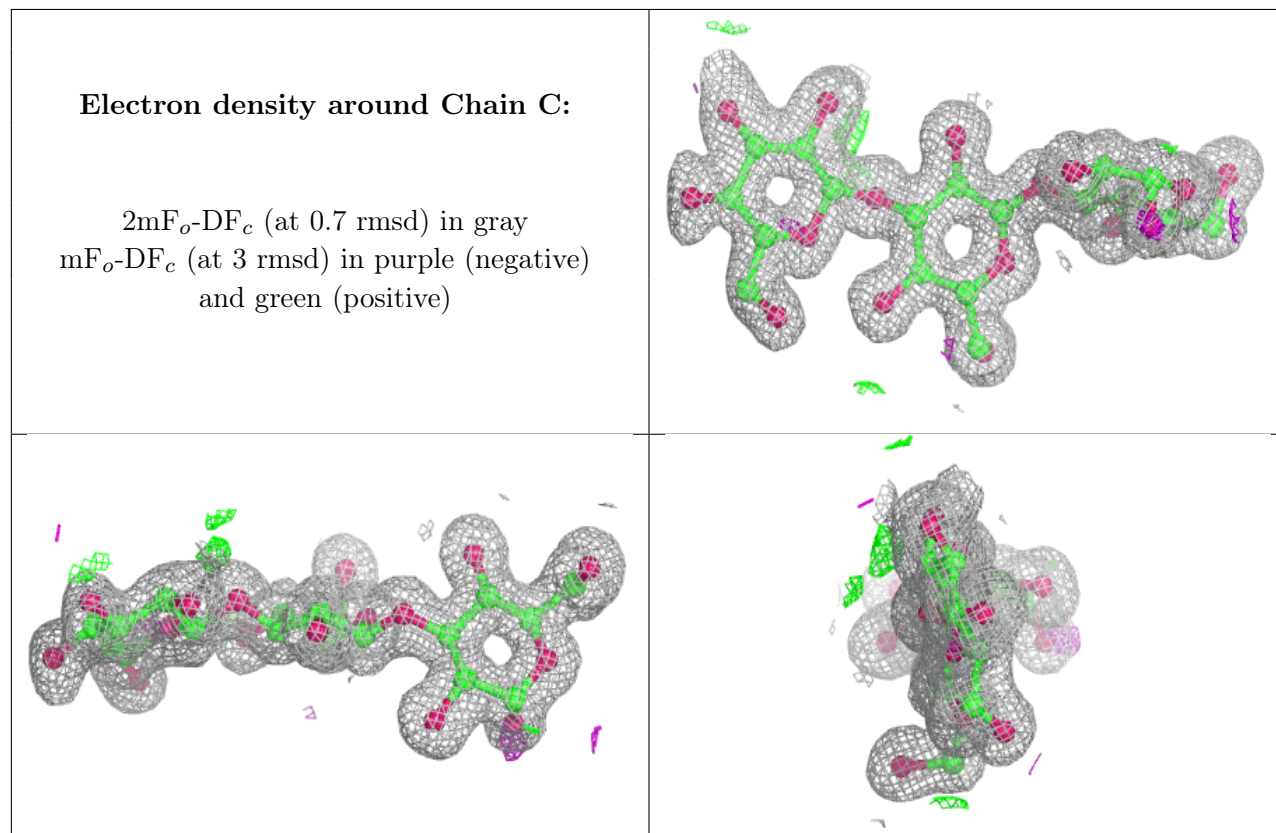 Electron density around Chain C:
2mFₒ-DF𝒸 (at 0.7 rmsd) in gray
mFₒ-DF𝒸 (at 3 rmsd) in purple (negative)
and green (positive)